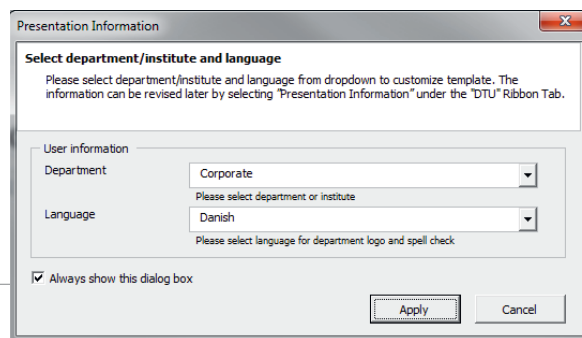 Presentation Information
Select department/institute and language
Please select department/institute and language from dropdown to customize template. The
information can be revised later by selecting "Presentation Information" under the "DTU" Ribbon Tab.
User information
Department
Corporate
Please select department or institute
Language
Danish
Please select language for department logo and spell check
Always show this dialog box
Apply
Cancel